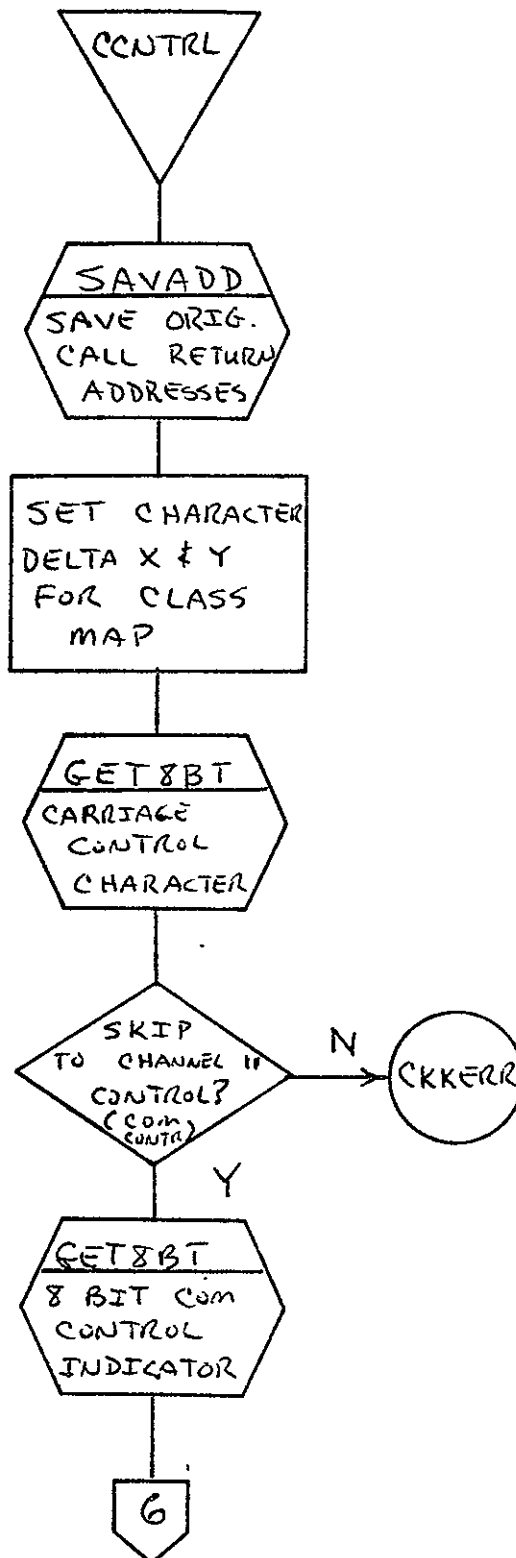 CCNTRL
SAVADD
SAVE ORIG.
CALL RETURN
ADDRESSES
SET CHARACTER
DELTA X & Y
FOR CLASS
MAP
GET8BT
CARRIAGE
CONTROL
CHARACTER
SKIP
TO CHANNEL 11
CONTROL?
(COM
CONTR)
N
CKKERR
Y
GET8BT
8 BIT COM
CONTROL
INDICATOR
6